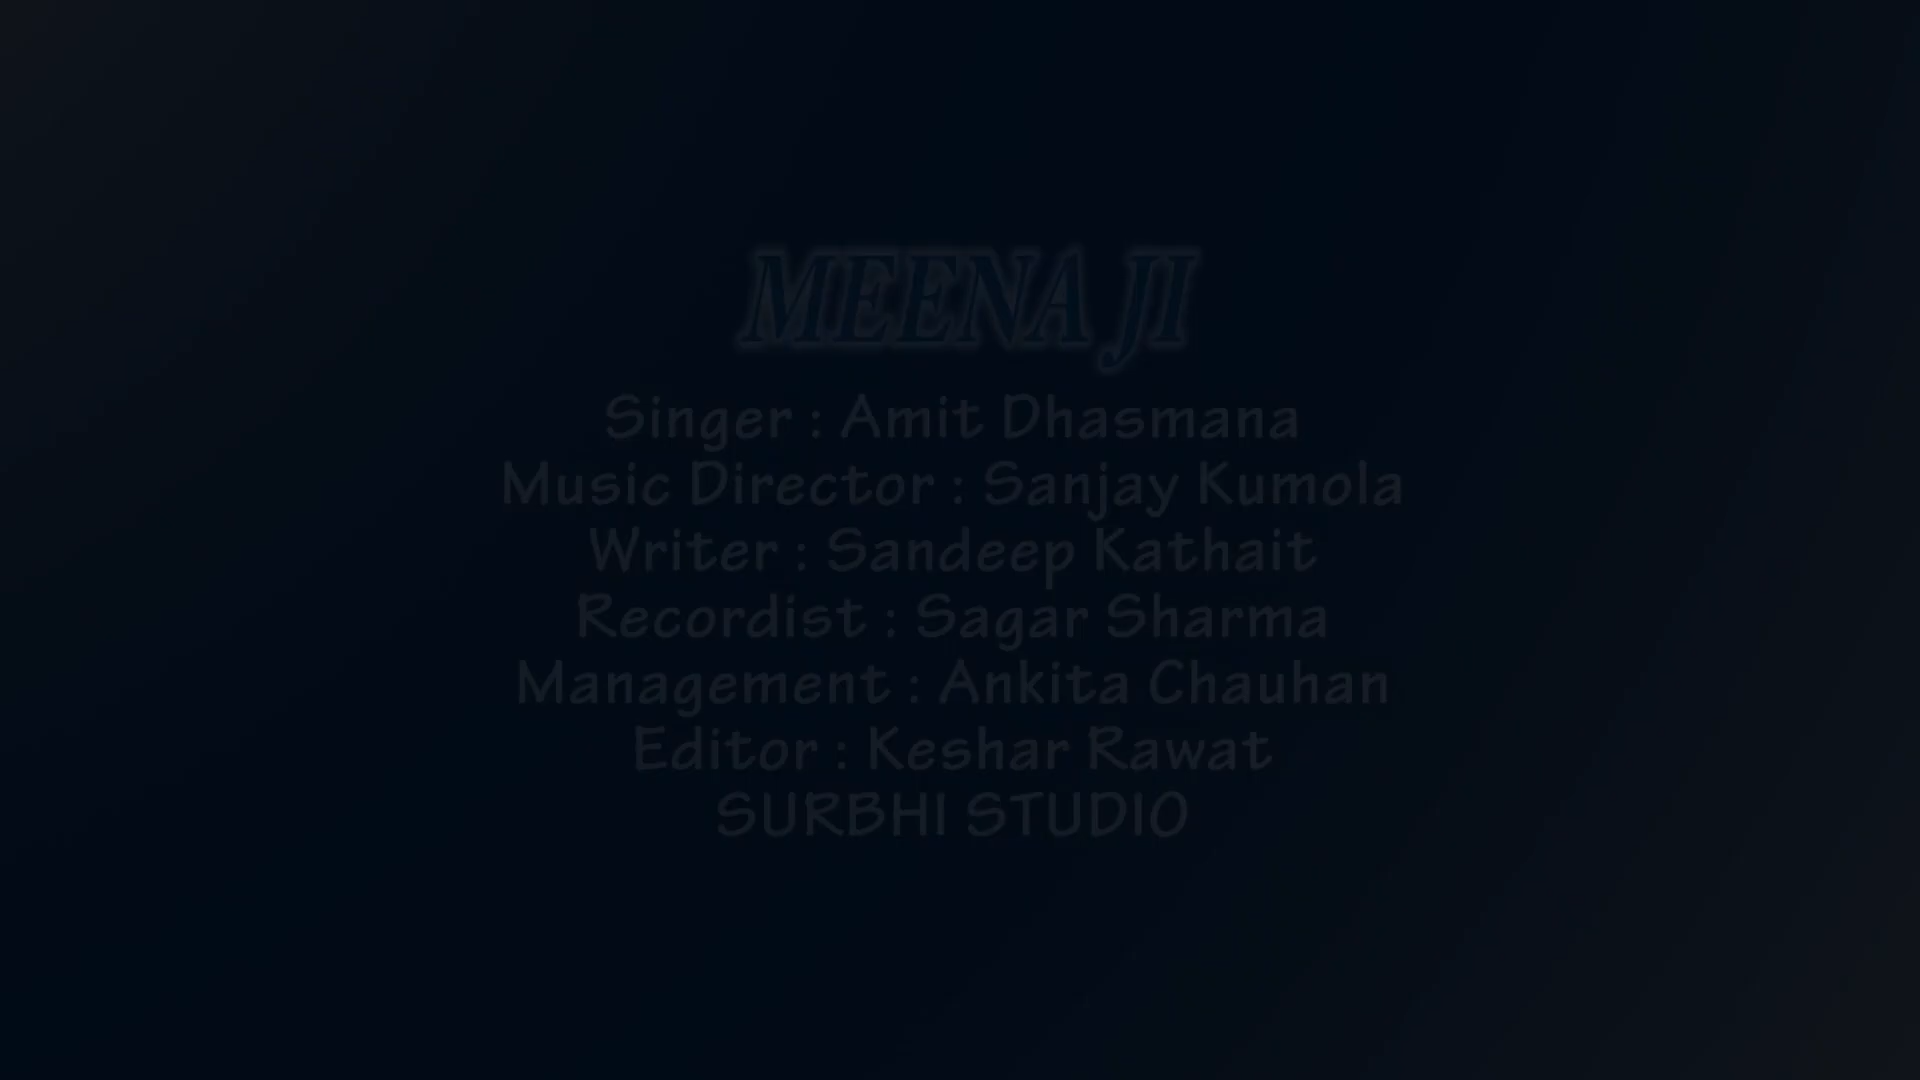 MEENA JI
Singer : Amit Dhasmana
Music Director : Sanjay Kumola
Writer : Sandeep Kathait
Recordist : Sagar Sharma
Management : Ankita Chauhan
Editor : Keshar Rawat
SURBHI STUDIO